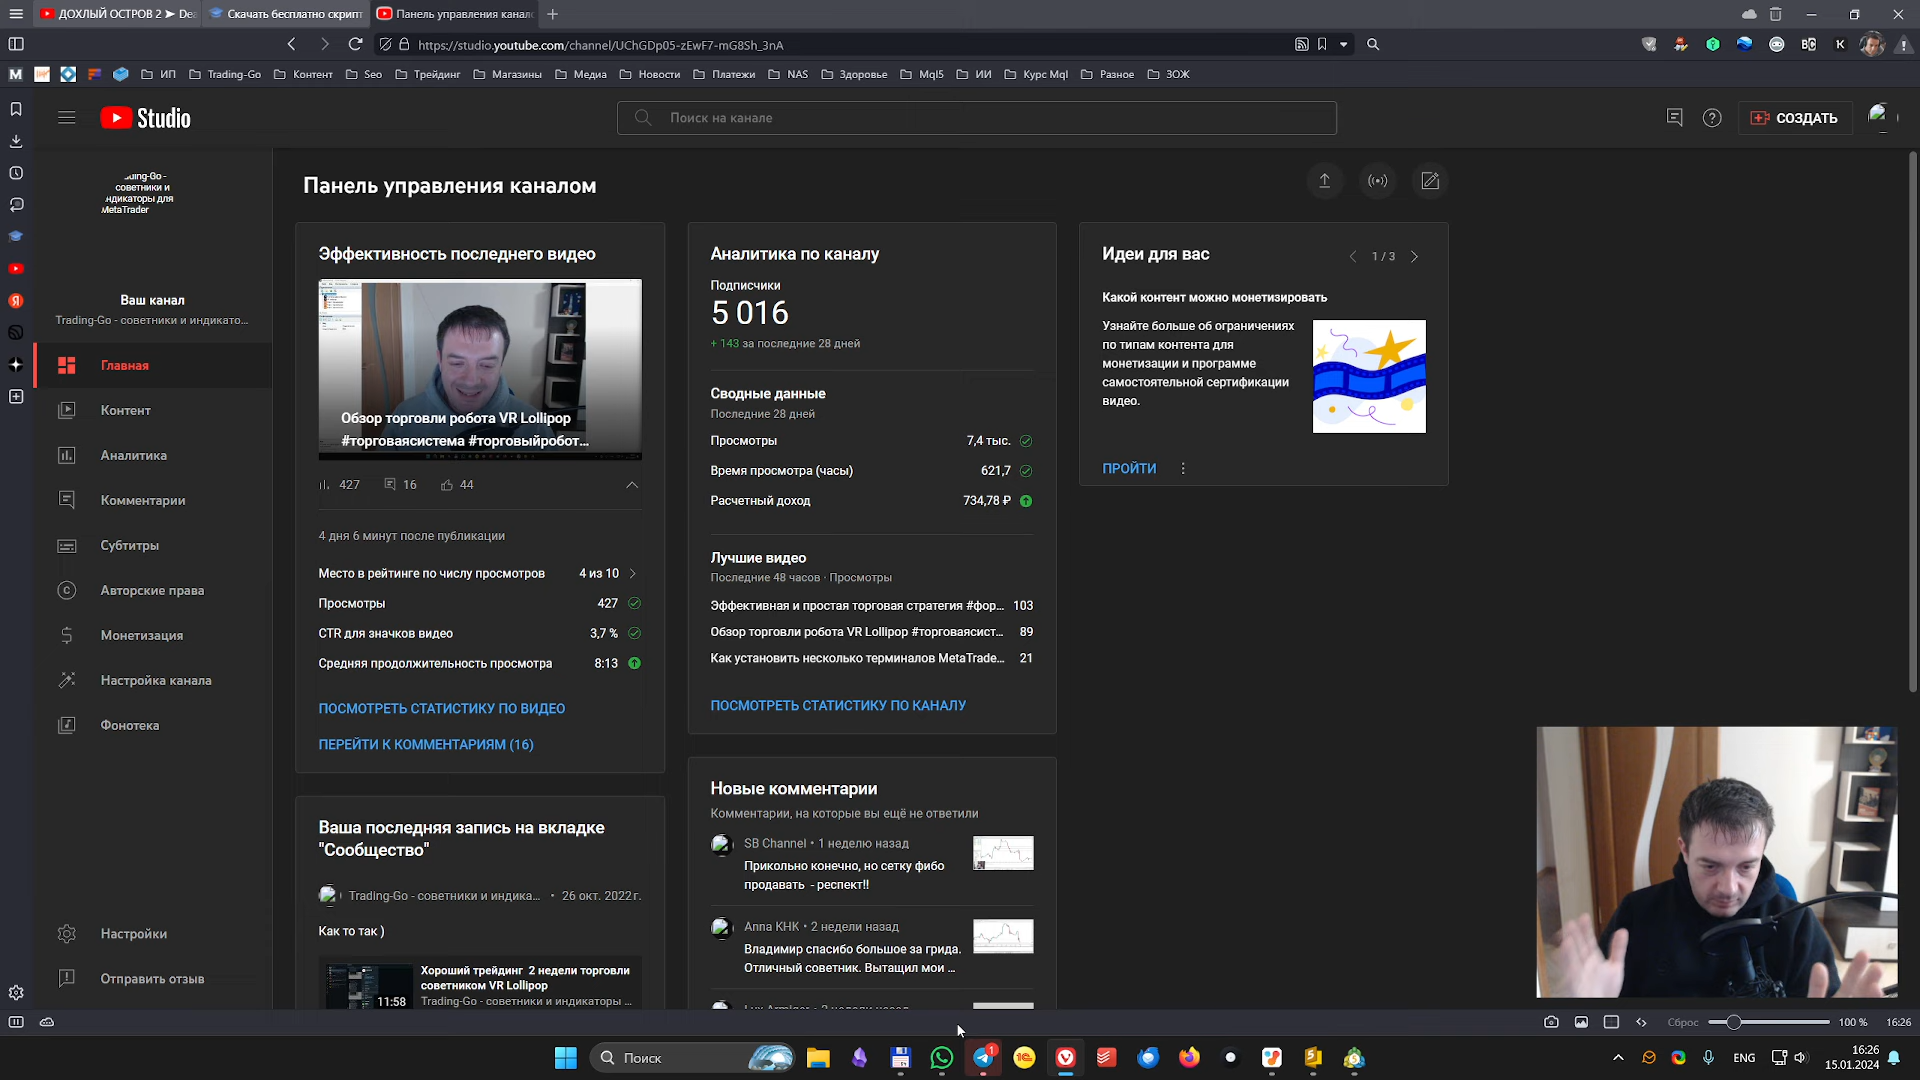 ДОХЛЫЙ ОСТРОВ 2 ➤ Dea
Скачать бесплатно скрипт
Панель управления канал
https://studio.youtube.com/channel/UChGDp05-zEwF7-mG8Sh_3nA
ИП
Trading-Go
Контент
Seo
Трейдинг
Магазины
Медиа
Новости
Платежи
NAS
Здоровье
Mql5
ИИ
Курс Mql
Разное
ЗОЖ
Studio
Поиск на канале
СОЗДАТЬ
советники и
MetaTrader
Ваш канал
Trading-Go - советники и индикато...
Главная
Контент
Аналитика
Комментарии
Субтитры
Авторские права
Монетизация
Настройка канала
Фонотека
Настройки
Отправить отзыв
Панель управления каналом
Эффективность последнего видео
Обзор торговли робота VR Lollipop
#торговаясистема #торговыйробот...
427 16 44
4 дня 6 минут после публикации
Место в рейтинге по числу просмотров 4 из 10
Просмотры 427
CTR для значков видео 3,7 %
Средняя продолжительность просмотра 8:13
ПОСМОТРЕТЬ СТАТИСТИКУ ПО ВИДЕО
ПЕРЕЙТИ К КОММЕНТАРИЯМ (16)
Ваша последняя запись на вкладке
"Сообщество"
Trading-Go - советники и индика... • 26 окт. 2022 г.
Как то так )
Хороший трейдинг 2 недели торговли
советником VR Lollipop
Trading-Go - советники и индикаторы ...
11:58
Аналитика по каналу
Подписчики
5 016
+ 143 за последние 28 дней
Сводные данные
Последние 28 дней
Просмотры 7,4 тыс.
Время просмотра (часы) 621,7
Расчетный доход 734,78 ₽
Лучшие видео
Последние 48 часов · Просмотры
Эффективная и простая торговая стратегия #фор... 103
Обзор торговли робота VR Lollipop #торговаясист... 89
Как установить несколько терминалов MetaTrade... 21
ПОСМОТРЕТЬ СТАТИСТИКУ ПО КАНАЛУ
Новые комментарии
Комментарии, на которые вы ещё не ответили
SB Channel • 1 неделю назад
Прикольно конечно, но сетку фибо
продавать - респект!!
Anna KHK • 2 недели назад
Владимир спасибо большое за грида.
Отличный советник. Вытащил мои ...
Идеи для вас
1 / 3
Какой контент можно монетизировать
Узнайте больше об ограничениях
по типам контента для
монетизации и программе
самостоятельной сертификации
видео.
ПРОЙТИ
Сброс
100 %
16:26
Поиск
1
ENG
16:26
15.01.2024